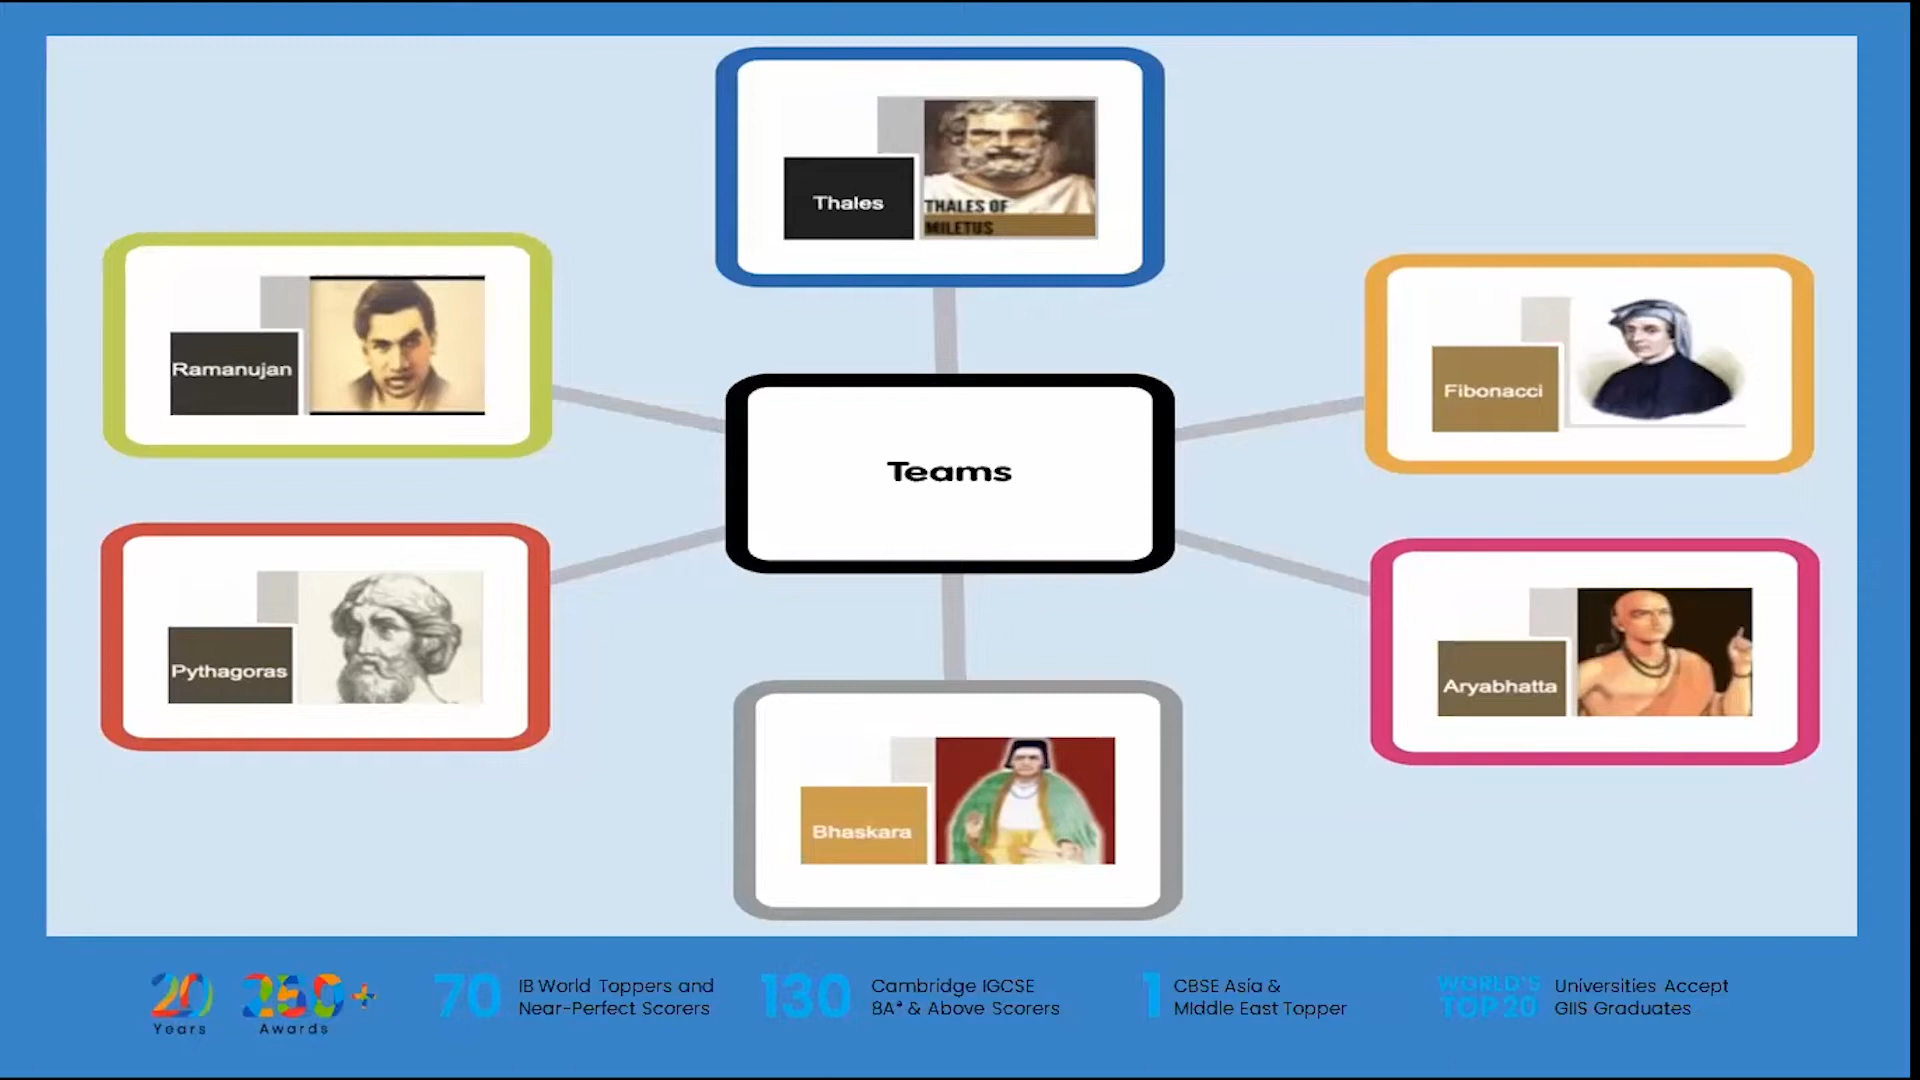 Thales
THALES OF
MILETUS
Ramanujan
Fibonacci
Teams
Pythagoras
Aryabhatta
Bhaskara
20
Years
250+
Awards
70
IB World Toppers and
Near-Perfect Scorers
130
Cambridge IGCSE
8A* & Above Scorers
1
CBSE Asia &
Middle East Topper
WORLD'S
TOP 20
Universities Accept
GIIS Graduates